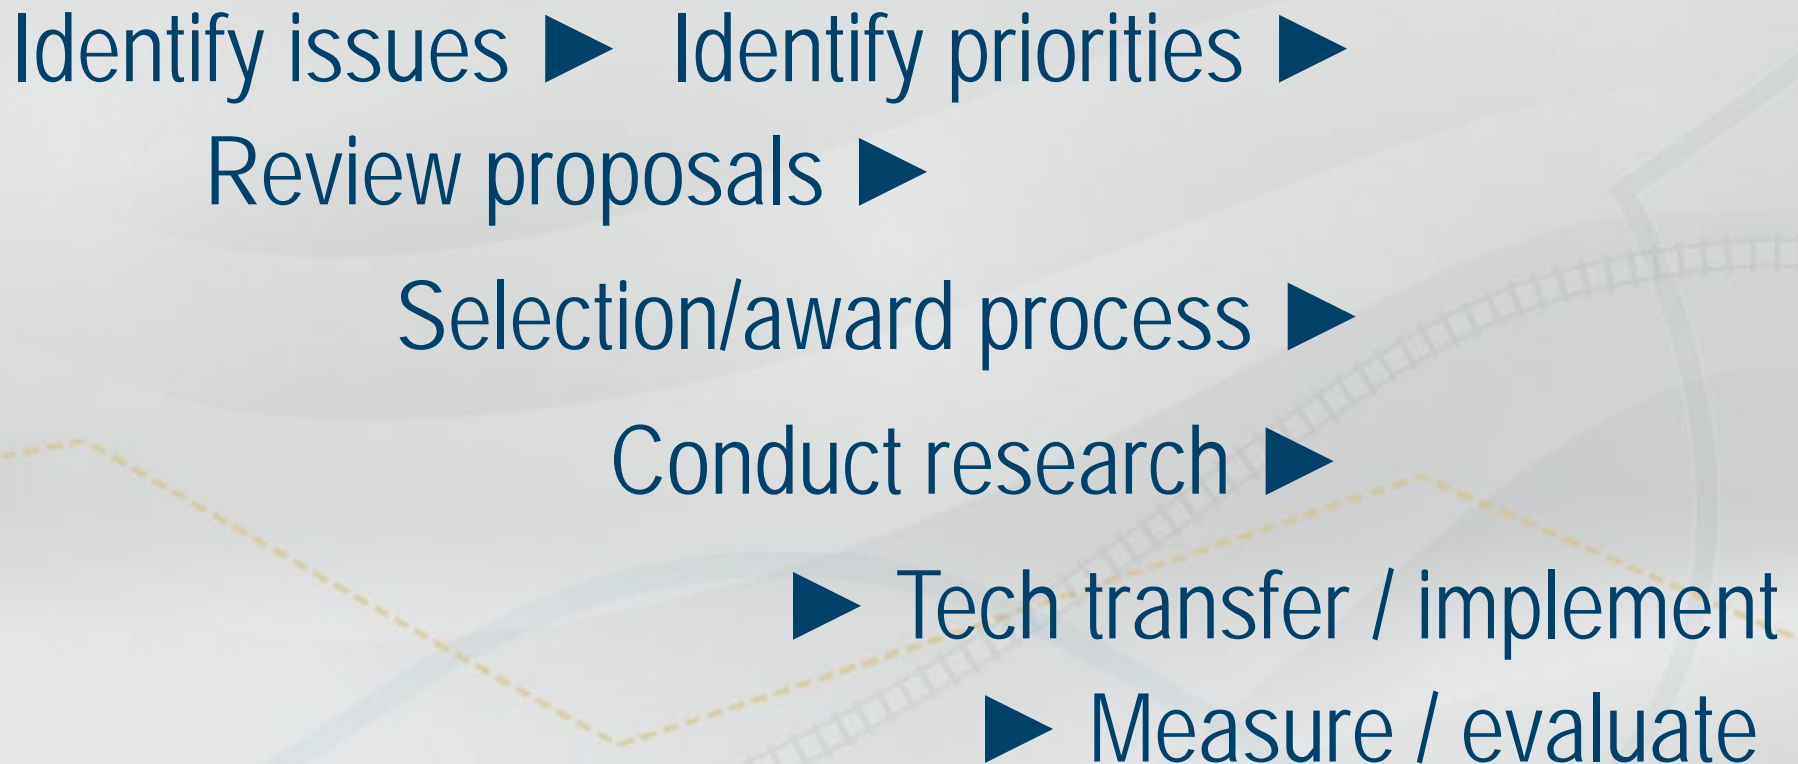 Identify issues ► Identify priorities ►
Review proposals ►
Selection/award process ►
Conduct research ►
► Tech transfer / implement
► Measure / evaluate